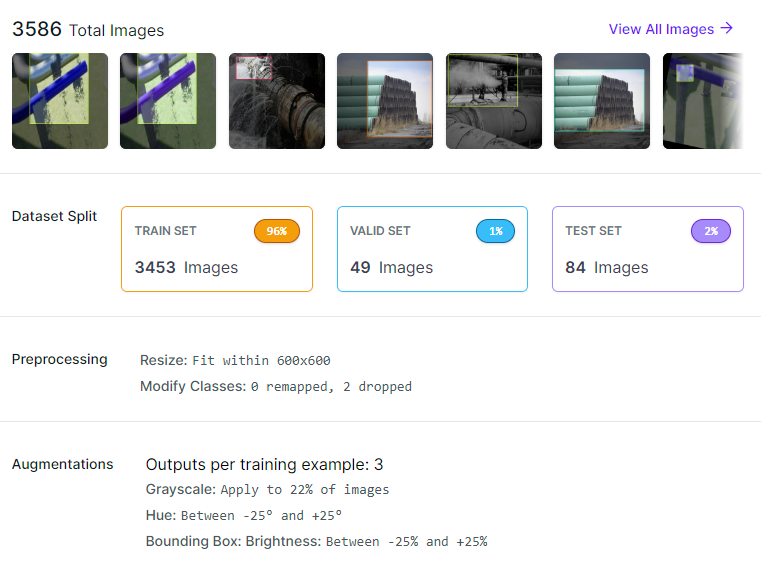 3586 Total Images
View All Images →
Dataset Split
TRAIN SET
96%
3453 Images
VALID SET
1%
49 Images
TEST SET
2%
84 Images
Preprocessing
Resize: Fit within 600x600
Modify Classes: 0 remapped, 2 dropped
Augmentations
Outputs per training example: 3
Grayscale: Apply to 22% of images
Hue: Between -25° and +25°
Bounding Box: Brightness: Between -25% and +25%